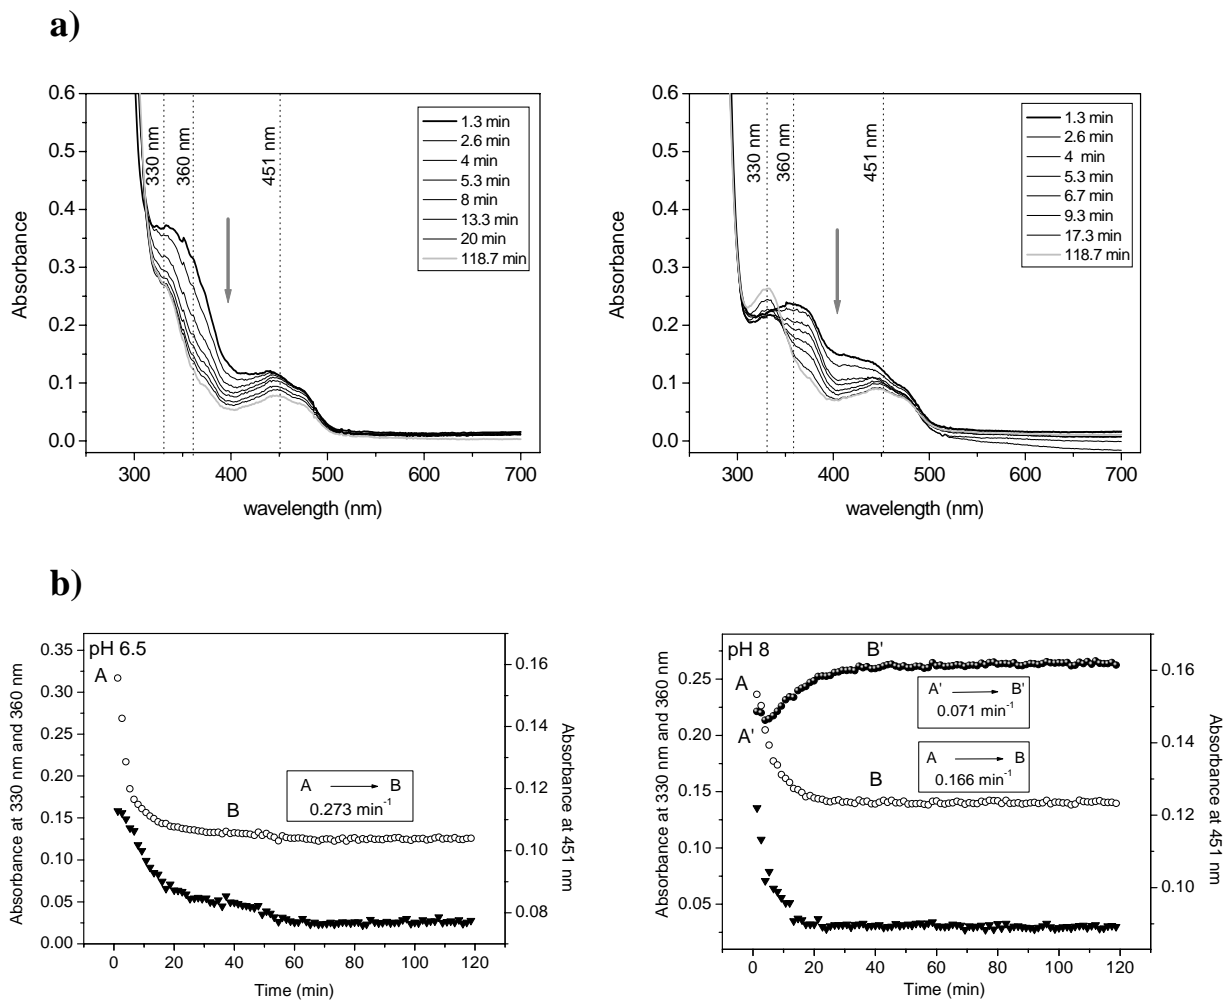 a)
0.6
0.5
0.4
0.3
0.2
0.1
0.0
Absorbance
300 400 500 600 700
wavelength (nm)
330 nm
360 nm
451 nm
1.3 min
2.6 min
4 min
5.3 min
8 min
13.3 min
20 min
118.7 min
0.6
0.5
0.4
0.3
0.2
0.1
0.0
Absorbance
300 400 500 600 700
wavelength (nm)
330 nm
360 nm
451 nm
1.3 min
2.6 min
4 min
5.3 min
6.7 min
9.3 min
17.3 min
118.7 min
b)
pH 6.5
0.35
0.30
0.25
0.20
0.15
0.10
0.05
0.00
Absorbance at 330 nm and 360 nm
A
B
A B
0.273 min-1
0.16
0.14
0.12
0.10
0.08
Absorbance at 451 nm
0 20 40 60 80 100 120
Time (min)
pH 8
0.25
0.20
0.15
0.10
0.05
Absorbance at 330 nm and 360 nm
A
A'
B'
B
A' B'
0.071 min-1
A B
0.166 min-1
0.16
0.14
0.12
0.10
Absorbance at 451 nm
0 20 40 60 80 100 120
Time (min)